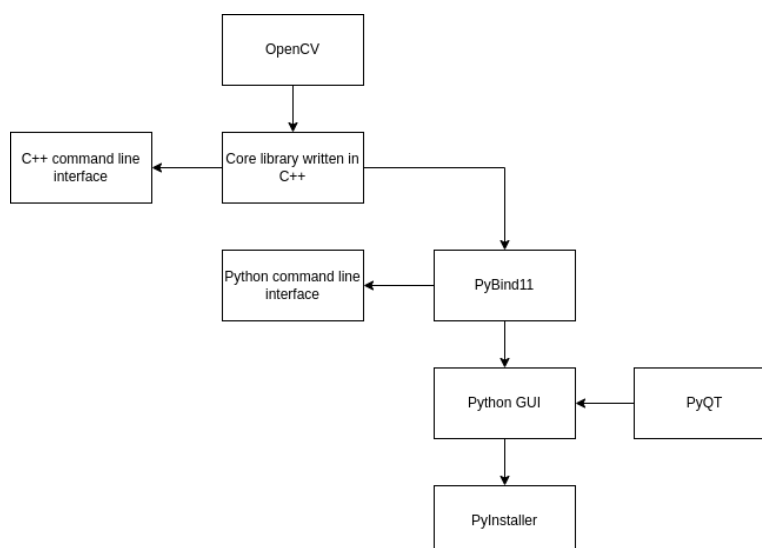 OpenCV
C++ command line
interface
Core library written in
C++
Python command line
interface
PyBind11
Python GUI
PyQT
PyInstaller